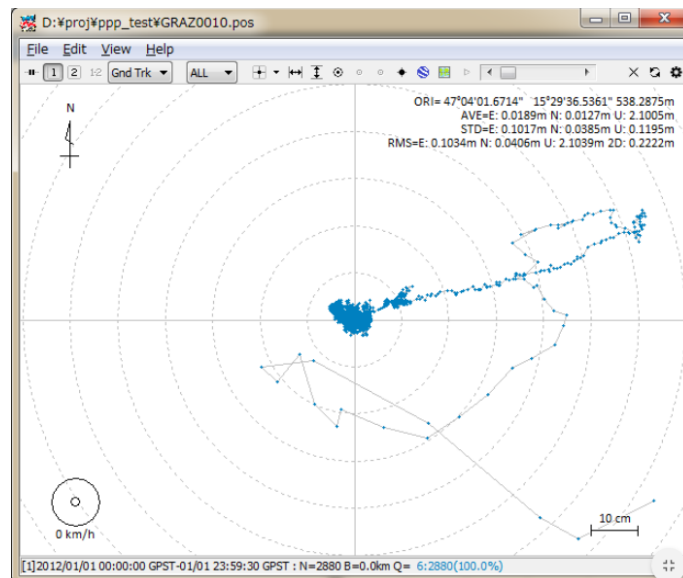 D:¥proj¥ppp_test¥GRAZ0010.pos
File Edit View Help
1 2 1-2 Gnd Trk ALL
N
ORI= 47°04'01.6714" 15°29'36.5361" 538.2875m
AVE=E: 0.0189m N: 0.0127m U: 2.1005m
STD=E: 0.1017m N: 0.0385m U: 0.1195m
RMS=E: 0.1034m N: 0.0406m U: 2.1039m 2D: 0.2222m
0 km/h
10 cm
[1]2012/01/01 00:00:00 GPST-01/01 23:59:30 GPST : N=2880 B=0.0km Q= 6:2880(100.0%)